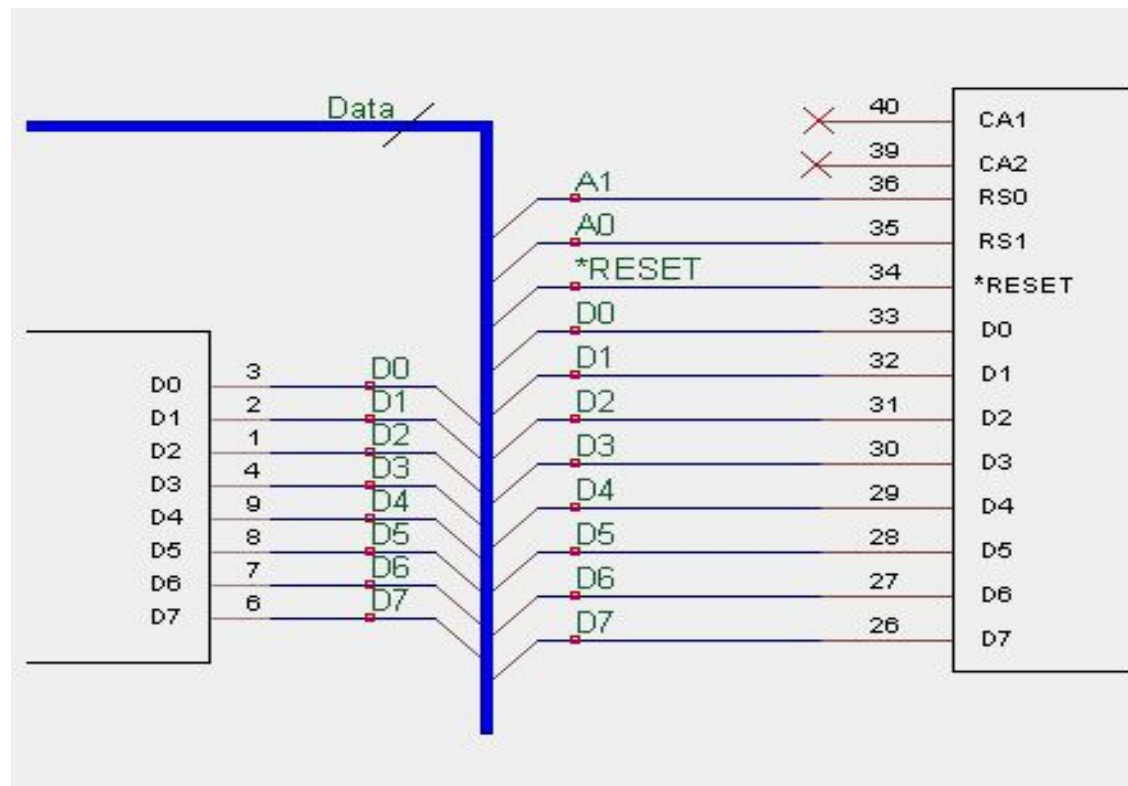 Data
40 CA1
39 CA2
A1 36 RS0
A0 35 RS1
*RESET 34 *RESET
D0 33 D0
D1 32 D1
D2 31 D2
D3 30 D3
D4 29 D4
D5 28 D5
D6 27 D6
D7 26 D7
D0 3 D0
D1 2 D1
D2 1 D2
D3 4 D3
D4 9 D4
D5 8 D5
D6 7 D6
D7 6 D7